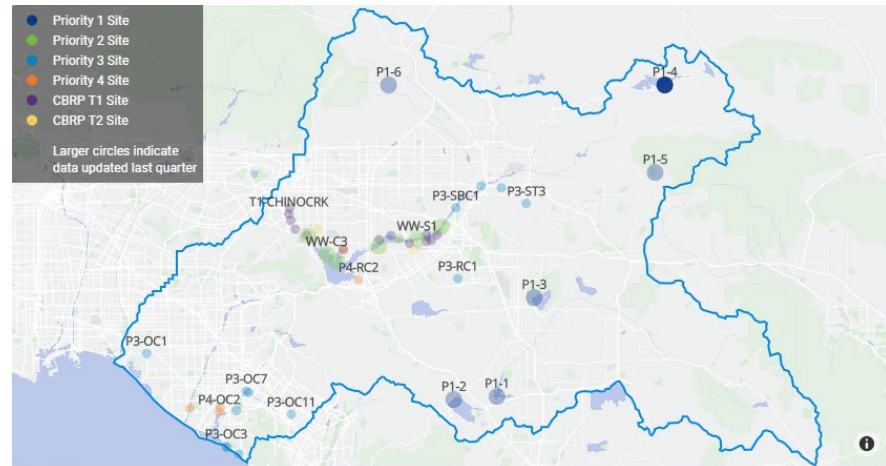 Priority 1 Site
Priority 2 Site
Priority 3 Site
Priority 4 Site
CBRP T1 Site
CBRP T2 Site
Larger circles indicate
data updated last quarter
P1-6
P1-4
P1-5
P3-SBC1
P3-ST3
T1-CHINOCRK
WW-S1
WW-C3
P4-RC2
P3-RC1
P1-3
P3-OC1
P3-OC7
P1-2
P1-1
P4-OC2
P3-OC11
P3-OC3
i